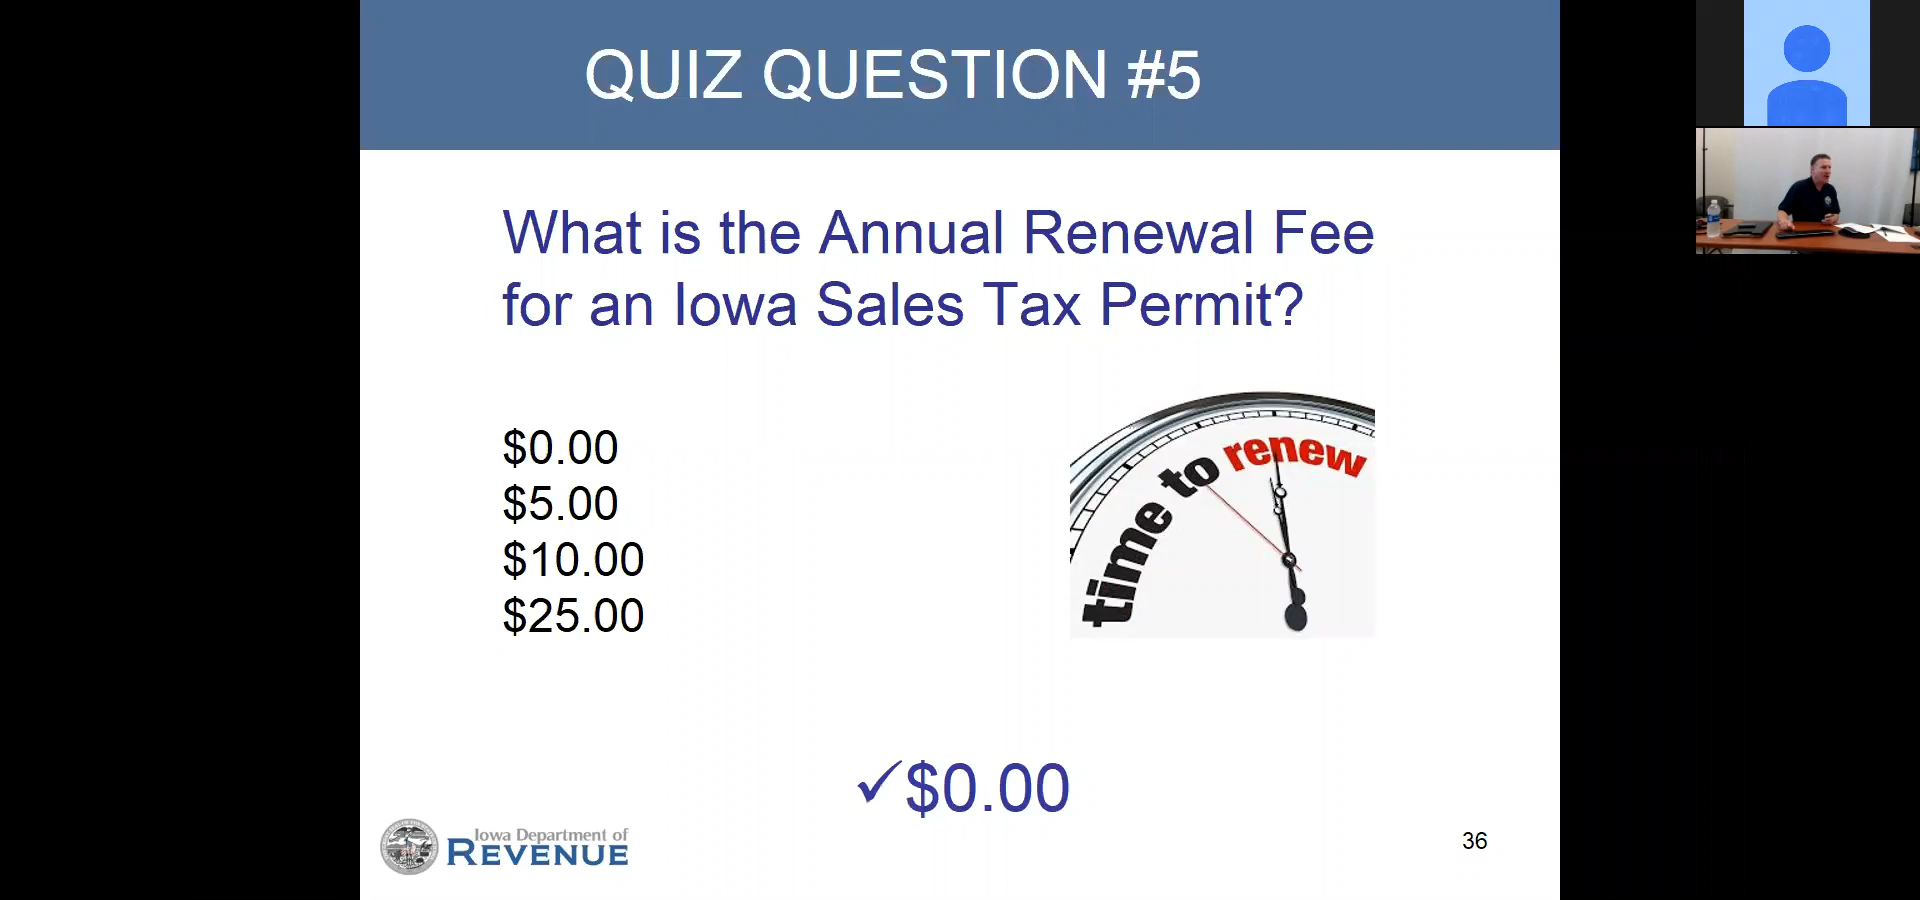 QUIZ QUESTION #5
What is the Annual Renewal Fee
for an Iowa Sales Tax Permit?
$0.00
$5.00
$10.00
$25.00
time to renew
✓$0.00
Iowa Department of
REVENUE
36